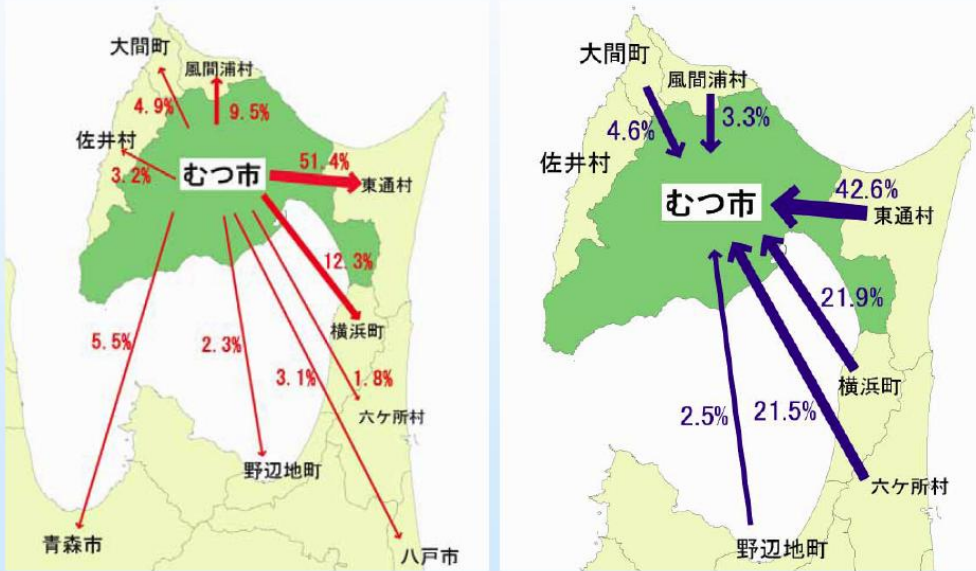 大間町
風間浦村
4.9%
9.5%
佐井村
3.2%
むつ市
51.4%
東通村
12.3%
横浜町
5.5%
2.3%
3.1%
1.8%
六ケ所村
野辺地町
青森市
八戸市
大間町
風間浦村
4.6%
3.3%
佐井村
むつ市
42.6%
東通村
21.9%
横浜町
2.5%
21.5%
六ケ所村
野辺地町